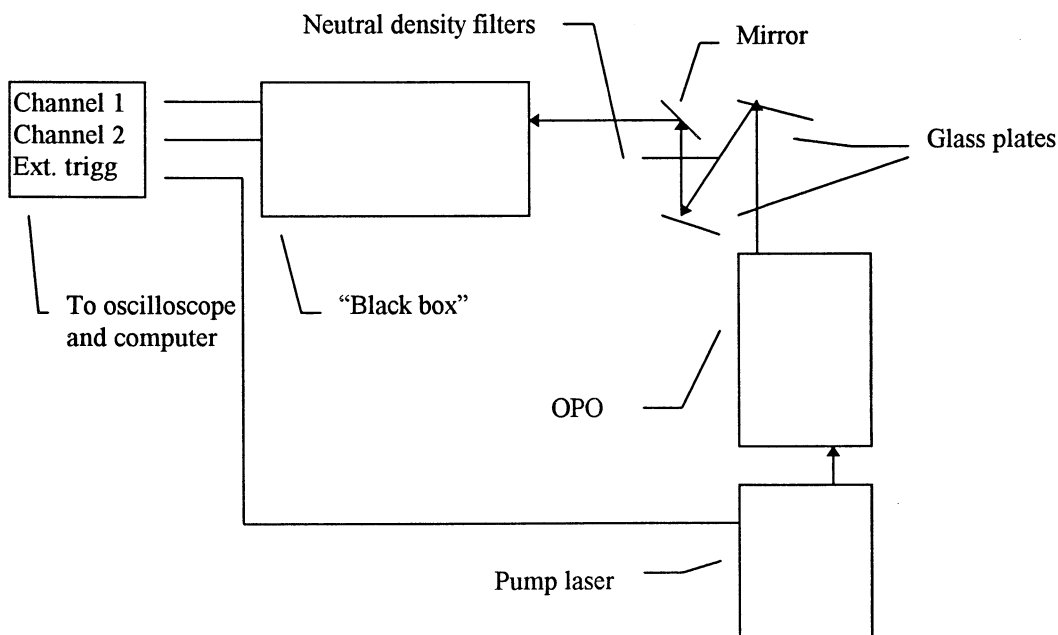 Neutral density filters
Mirror
Channel 1
Channel 2
Ext. trigg
Glass plates
To oscilloscope
and computer
“Black box”
OPO
Pump laser